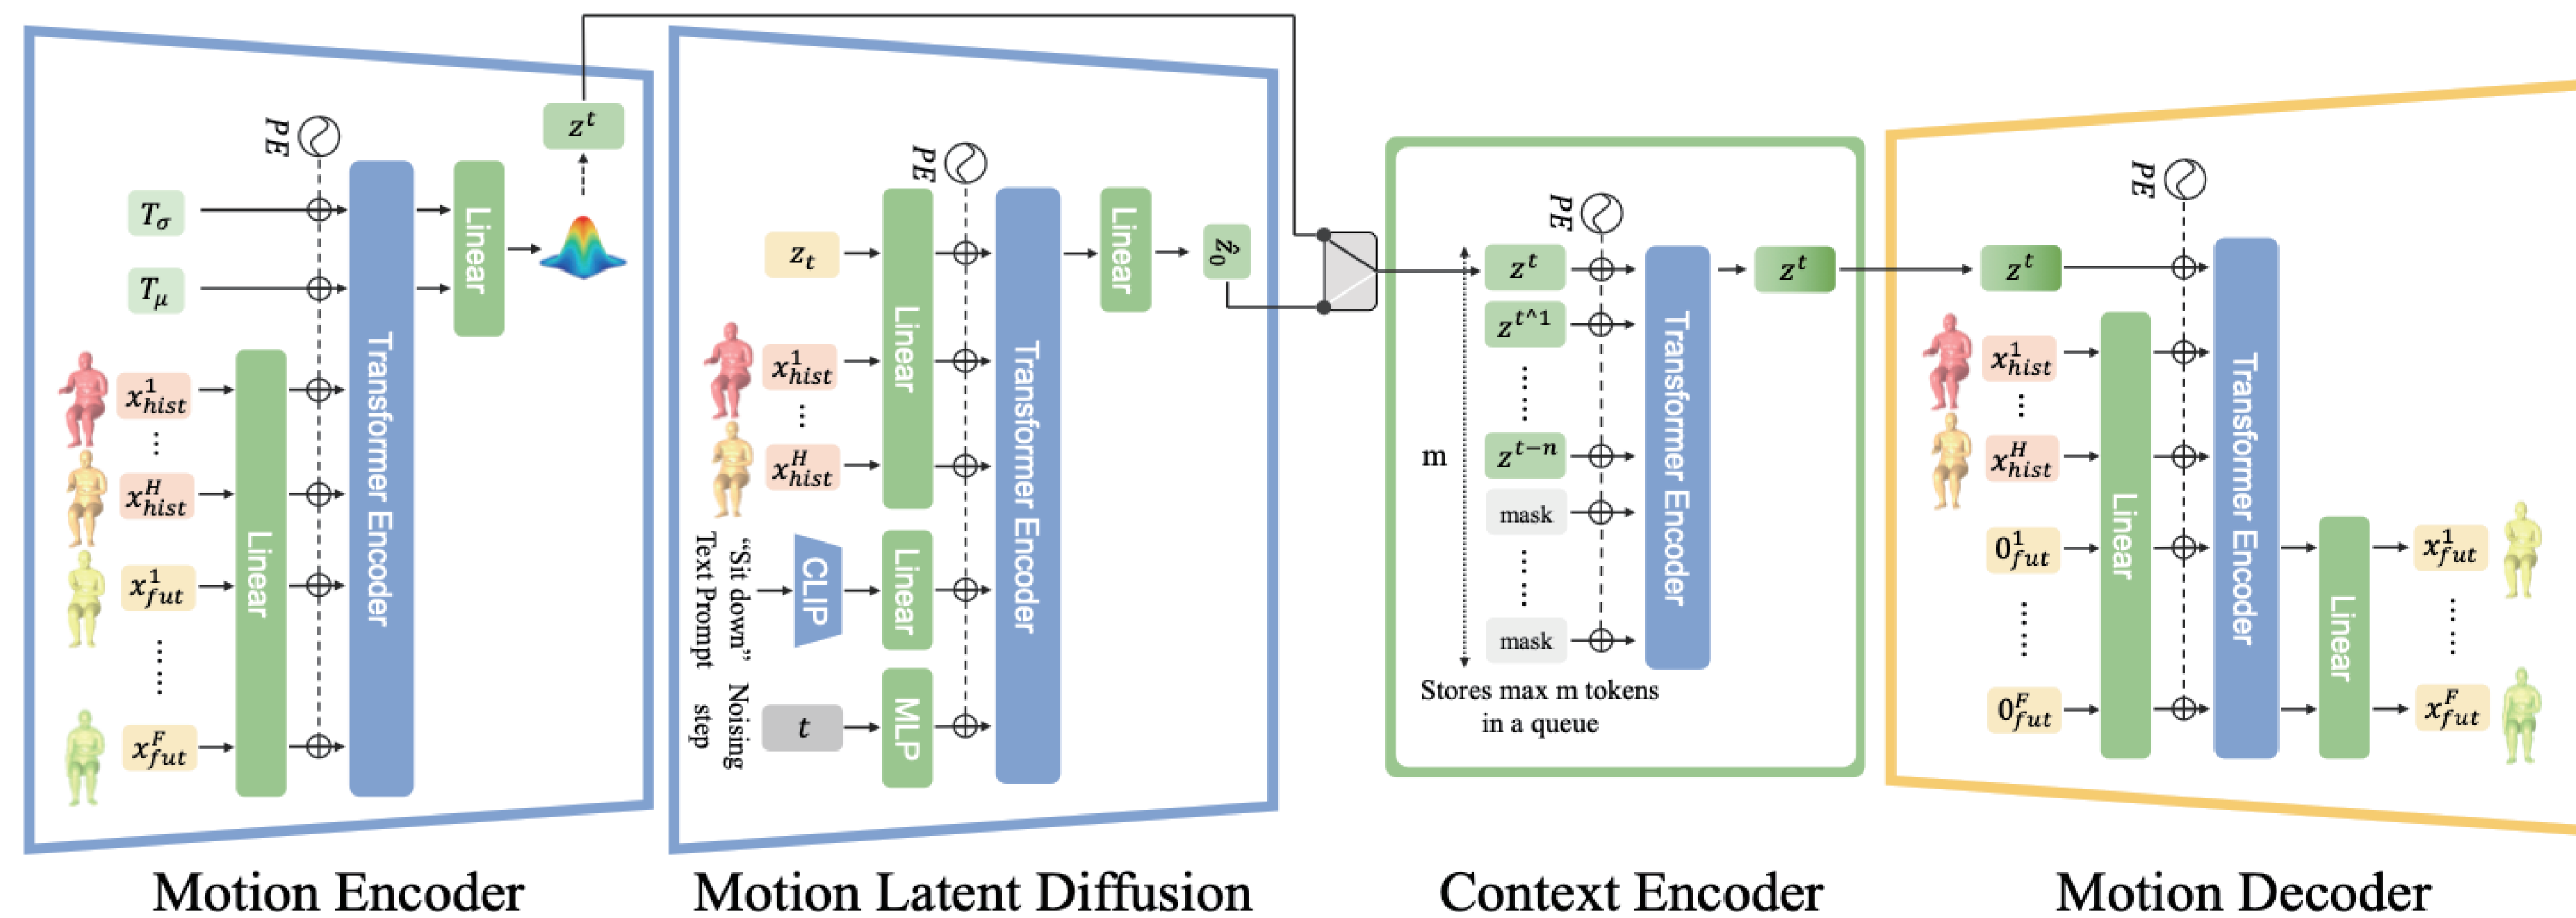 PE
z^t
T_σ
T_μ
x^1_hist
⋮
x^H_hist
x^1_fut
⋮
x^F_fut
Linear
Transformer Encoder
Linear
Motion Encoder
PE
z_t
x^1_hist
⋮
x^H_hist
"Sit down"
Text Prompt
CLIP
Noising
step
t
Linear
Linear
MLP
Transformer Encoder
Linear
ẑ_0
Motion Latent Diffusion
PE
m
z^t
z^{t^1}
⋮
z^{t−n}
mask
⋮
mask
Transformer Encoder
z^t
Stores max m tokens
in a queue
Context Encoder
PE
z^t
x^1_hist
⋮
x^H_hist
0^1_fut
⋮
0^F_fut
Linear
Transformer Encoder
Linear
x^1_fut
⋮
x^F_fut
Motion Decoder